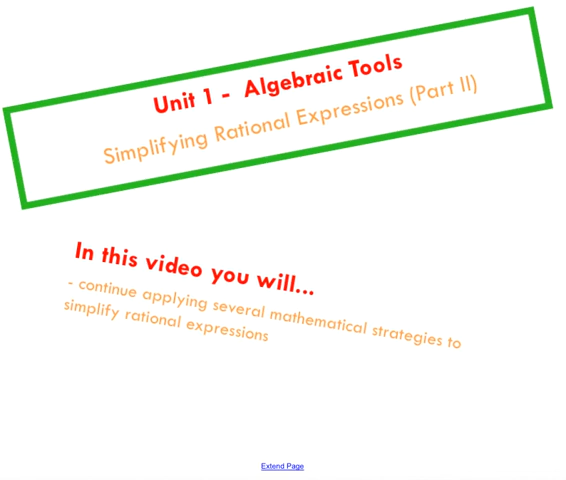 Unit 1 - Algebraic Tools
Simplifying Rational Expressions (Part II)
In this video you will...
- continue applying several mathematical strategies to
simplify rational expressions
Extend Page